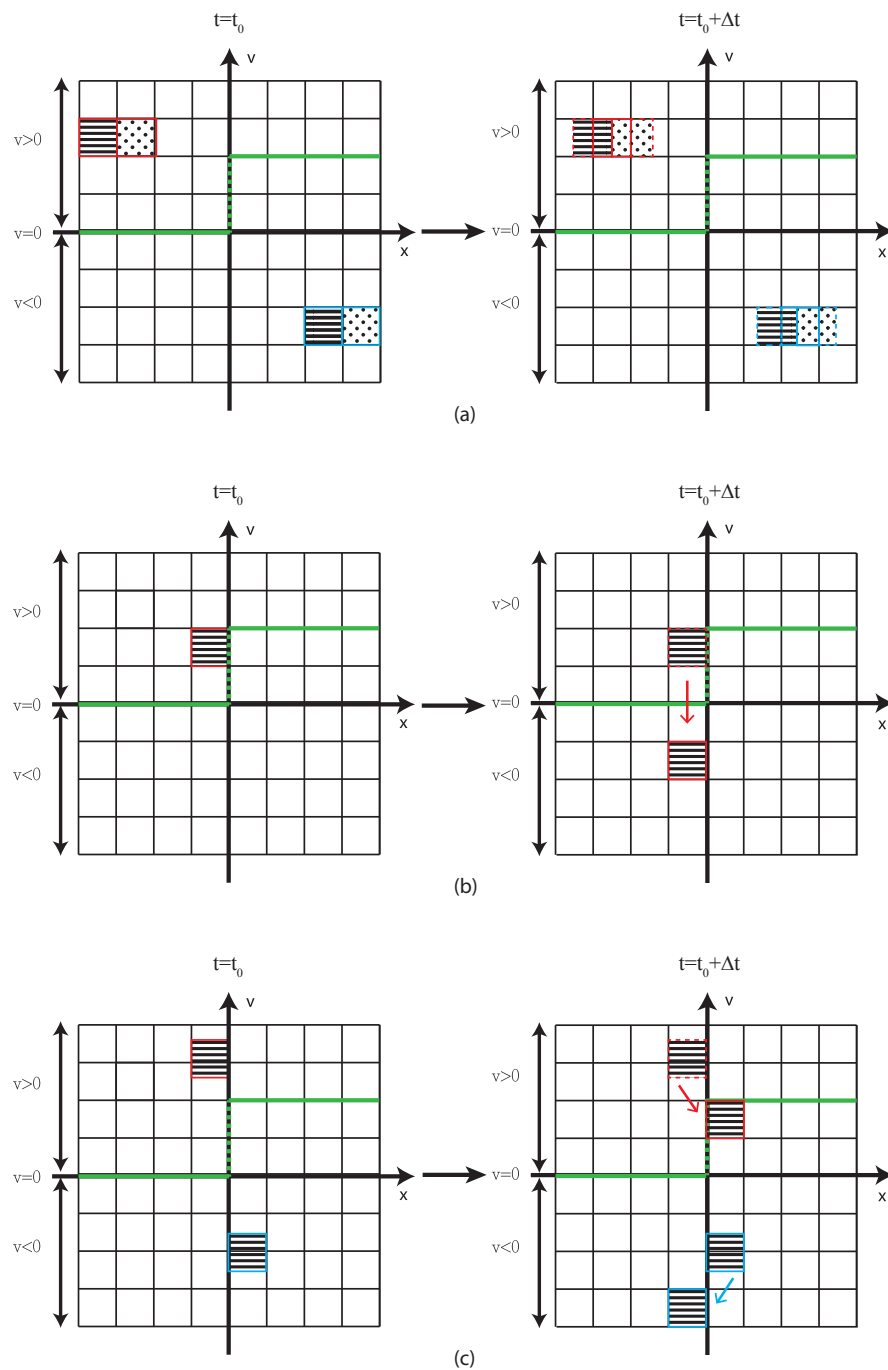 t=t₀ t=t₀+Δt
v v
v>0 v>0
v=0 v=0
x x
v<0 v<0
(a)
t=t₀ t=t₀+Δt
v v
v>0 v>0
v=0 v=0
x x
v<0 v<0
(b)
t=t₀ t=t₀+Δt
v v
v>0 v>0
v=0 v=0
x x
v<0 v<0
(c)